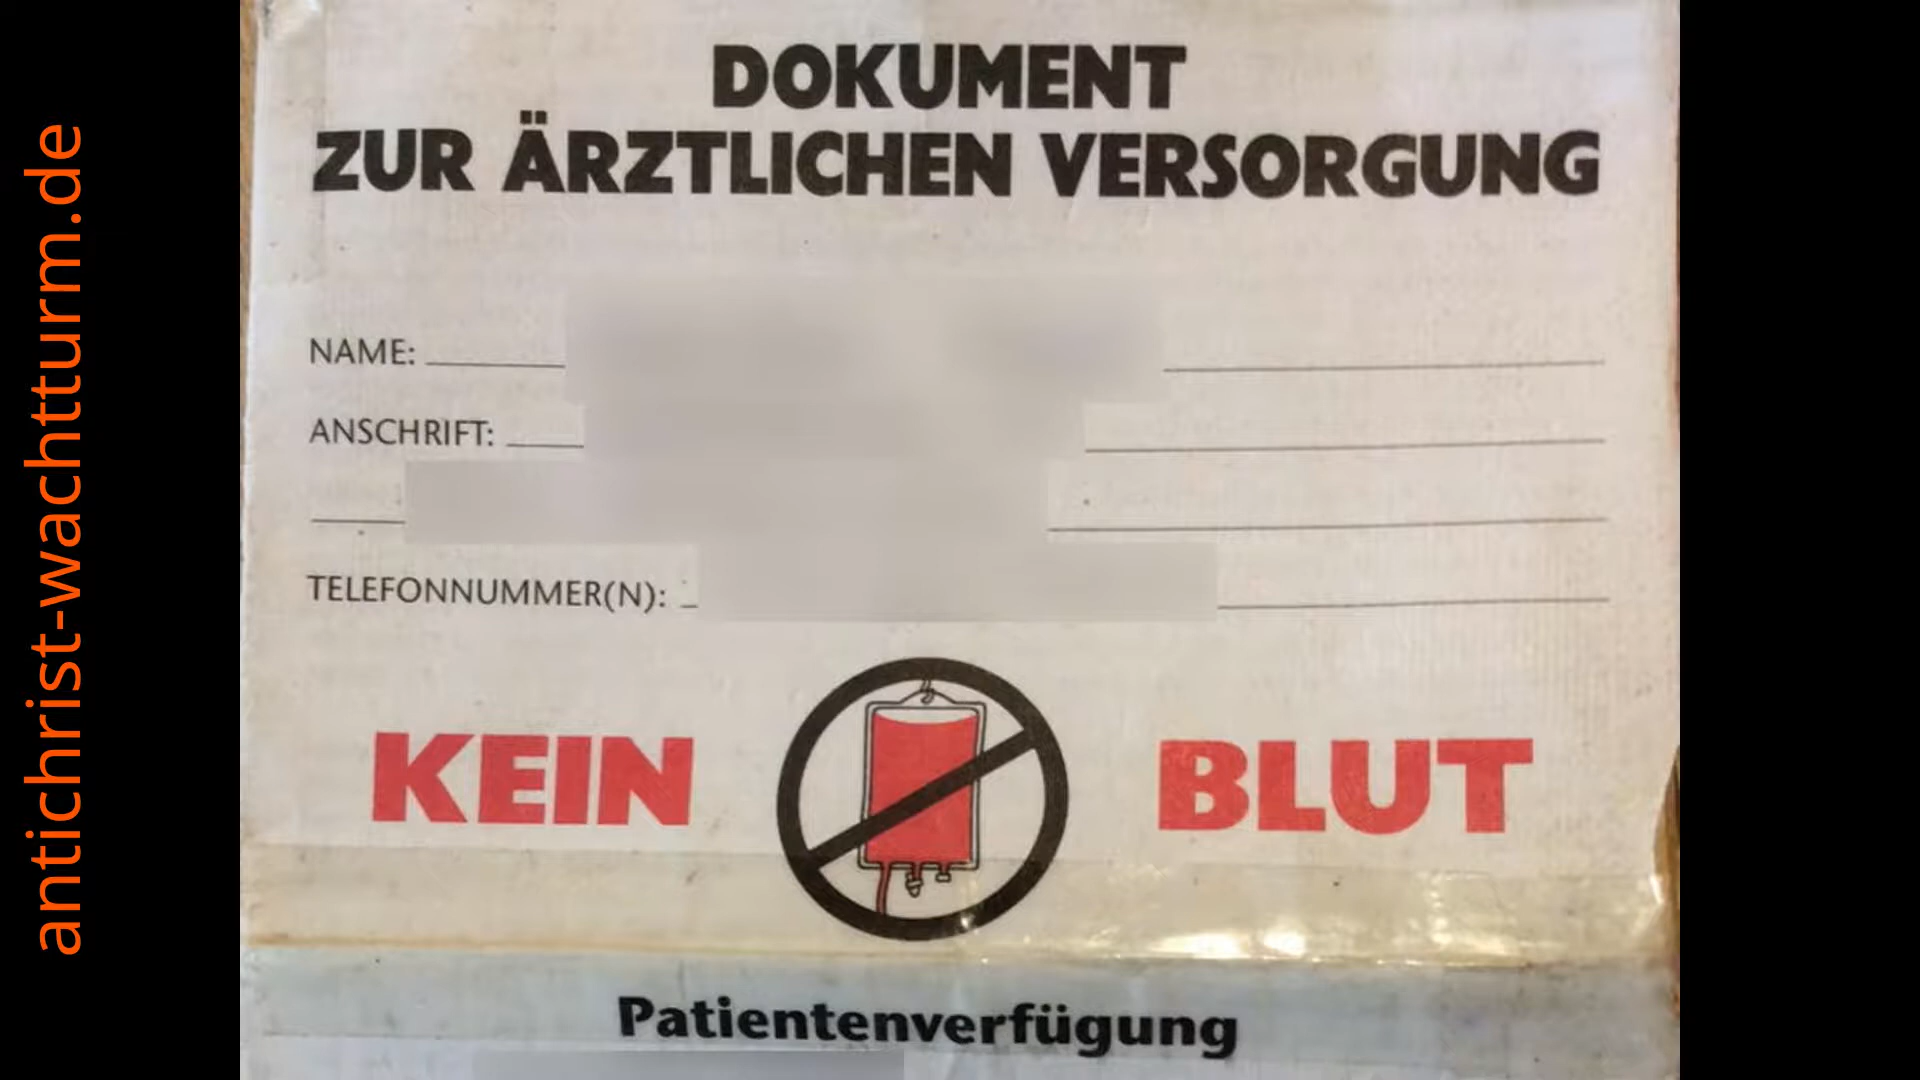 antichrist-wachtturm.de
DOKUMENT
ZUR ÄRZTLICHEN VERSORGUNG
NAME:
ANSCHRIFT:
TELEFONNUMMER(N):
KEIN BLUT
Patientenverfügung